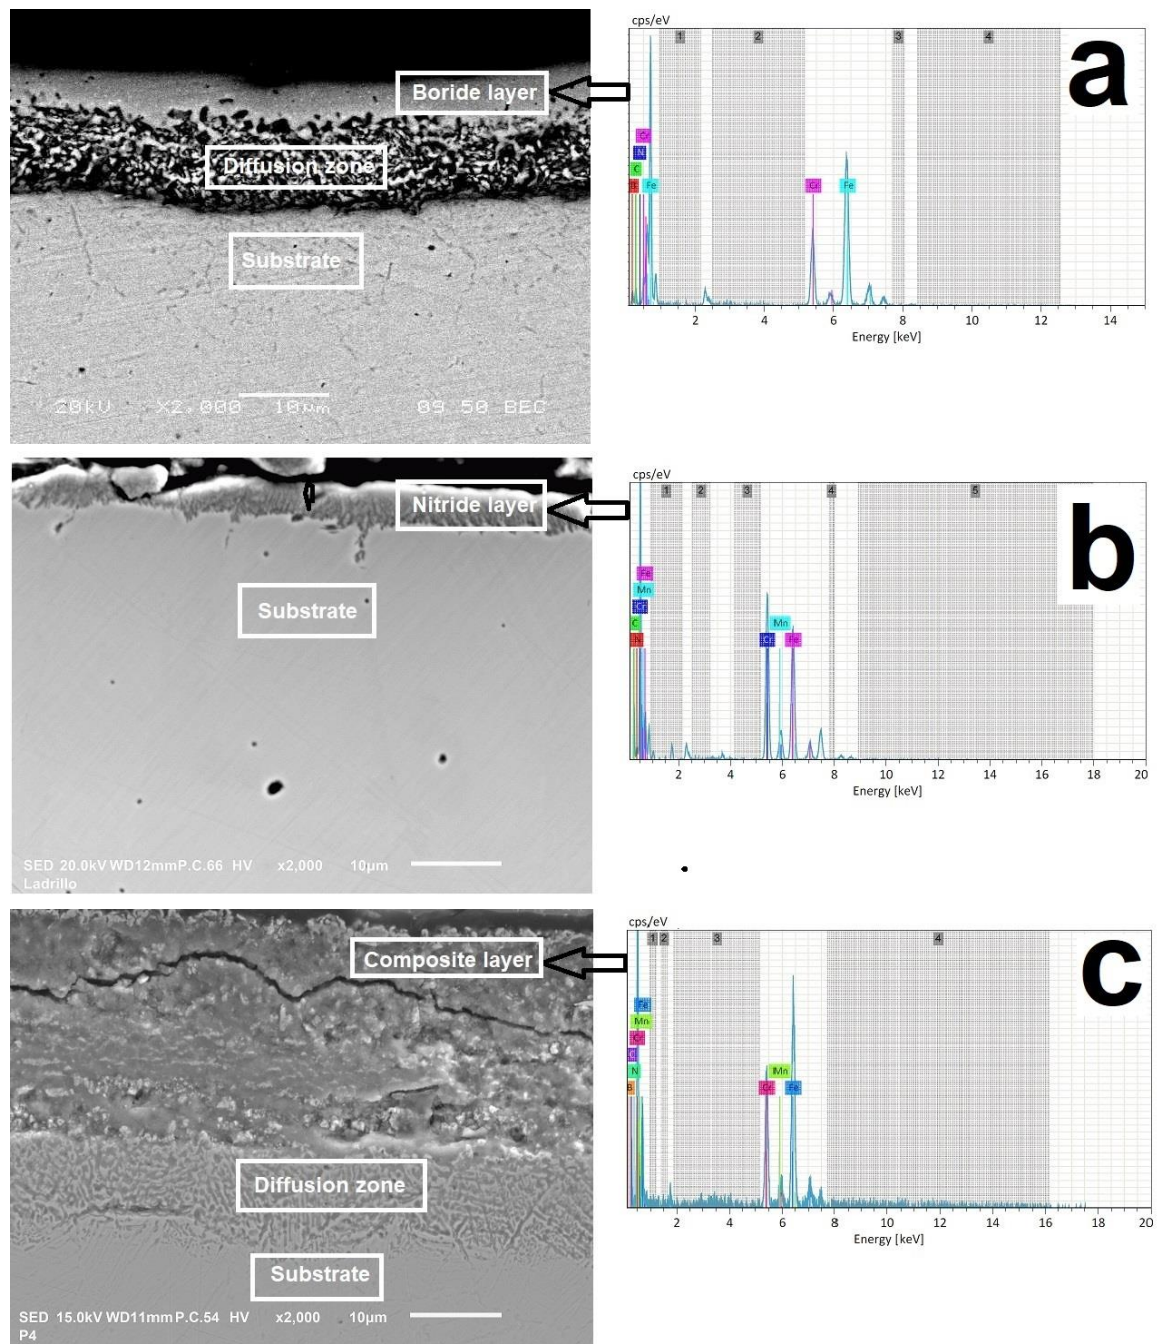 Boride layer
Diffusion zone
Substrate
20kV X2,000 10µm 09 50 BEC
cps/eV
1 2 3 4
a
Cr
N
C
B Fe Cr Fe
2 4 6 8 10 12 14
Energy [keV]
Nitride layer
Substrate
SED 20.0kV WD12mm P.C.66 HV x2,000 10µm
Ladrillo
cps/eV
1 2 3 4 5
b
Fe
Mn
Cr Mn
C
N Cr Fe
2 4 6 8 10 12 14 16 18 20
Energy [keV]
Composite layer
Diffusion zone
Substrate
SED 15.0kV WD11mm P.C.54 HV x2,000 10µm
P4
cps/eV
1 2 3 4
c
Fe
Mn
Cr
C
N Mn
B Cr Fe
2 4 6 8 10 12 14 16 18 20
Energy [keV]